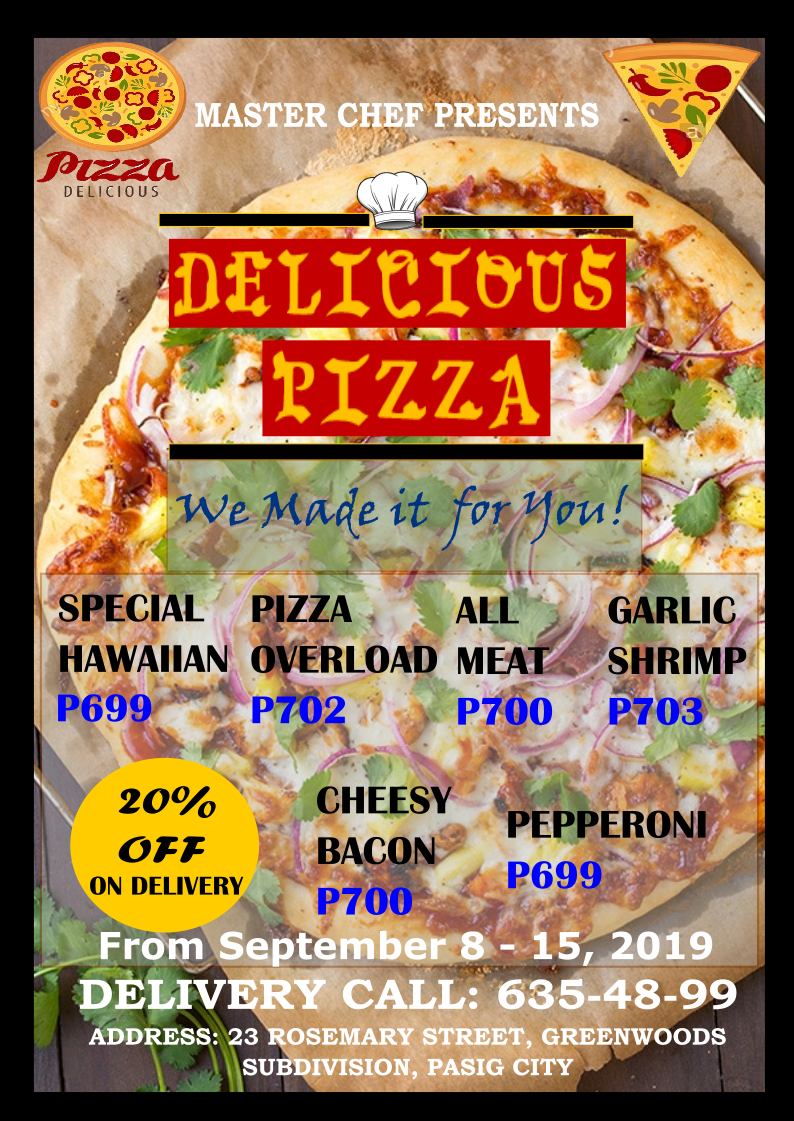 MASTER CHEF PRESENTS
Pizza
DELICIOUS
DELICIOUS
PIZZA
We Made it for You!
SPECIAL
HAWAIIAN
P699
PIZZA
OVERLOAD
P702
ALL
MEAT
P700
GARLIC
SHRIMP
P703
20%
OFF
ON DELIVERY
CHEESY
BACON
P700
PEPPERONI
P699
From September 8 - 15, 2019
DELIVERY CALL: 635-48-99
ADDRESS: 23 ROSEMARY STREET, GREENWOODS
SUBDIVISION, PASIG CITY